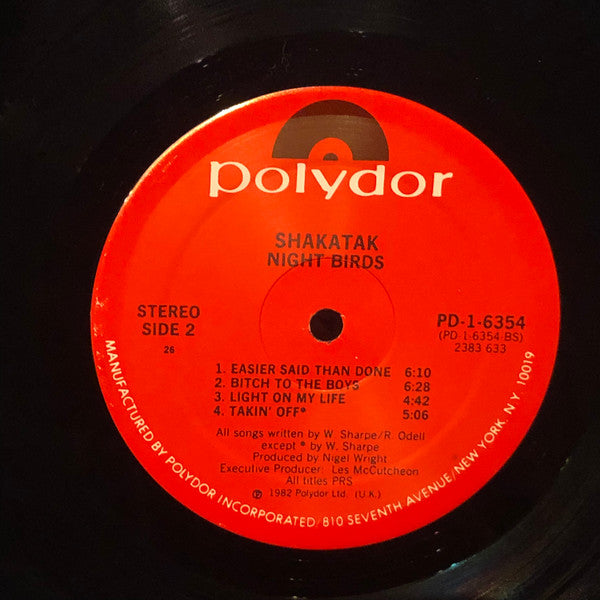 polydor
SHAKATAK
NIGHT BIRDS
STEREO
SIDE 2
26
PD-1-6354
(PD-1-6354-BS)
2383 633
1. EASIER SAID THAN DONE 6:10
2. BITCH TO THE BOYS 6:28
3. LIGHT ON MY LIFE 4:42
4. TAKIN' OFF* 5:06
All songs written by W. Sharpe/R. Odell
except * by W. Sharpe
Produced by Nigel Wright
Executive Producer: Les McCutcheon
All titles PRS
℗ 1982 Polydor Ltd. (U.K.)
MANUFACTURED BY POLYDOR INCORPORATED/810 SEVENTH AVENUE/NEW YORK, NY 10019